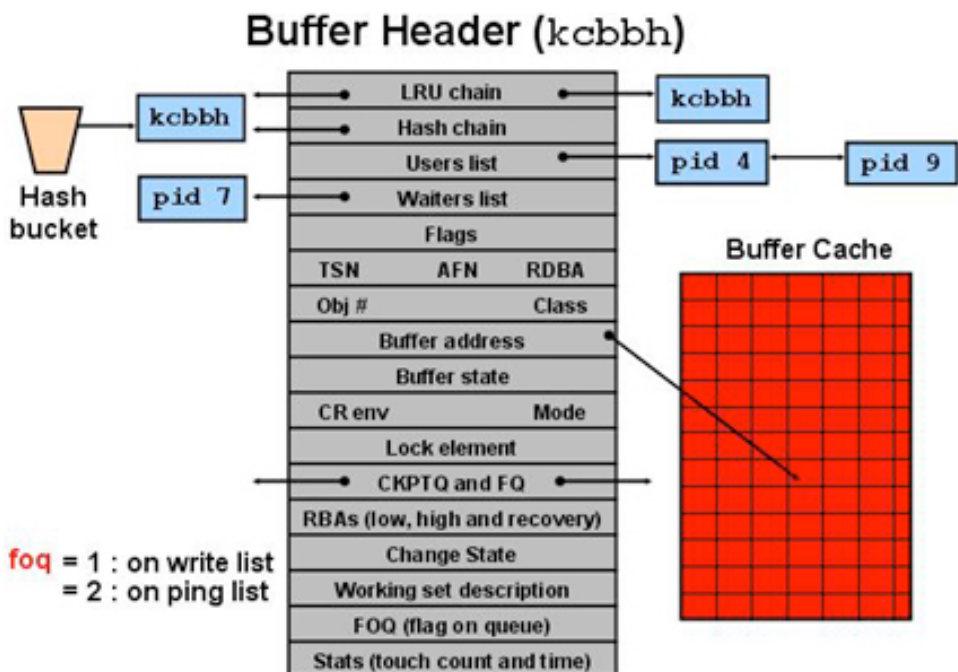 Buffer Header (kcbbh)
LRU chain
kcbbh
kcbbh
Hash chain
Users list
pid 4
pid 9
Hash
bucket
pid 7
Waiters list
Flags
Buffer Cache
TSN AFN RDBA
Obj # Class
Buffer address
Buffer state
CR env Mode
Lock element
CKPTQ and FQ
RBAs (low, high and recovery)
foq = 1 : on write list
= 2 : on ping list
Change State
Working set description
FOQ (flag on queue)
Stats (touch count and time)